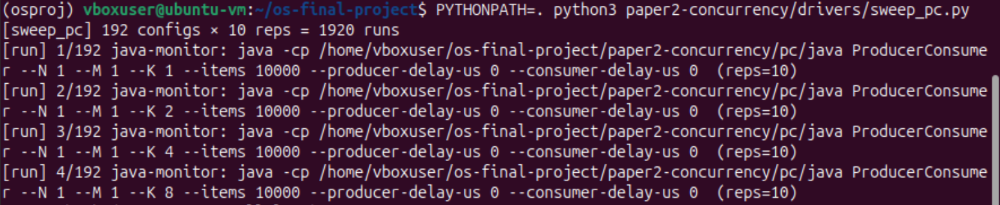 (osproj) vboxuser@ubuntu-vm:~/os-final-project$ PYTHONPATH=. python3 paper2-concurrency/drivers/sweep_pc.py
[sweep_pc] 192 configs × 10 reps = 1920 runs
[run] 1/192 java-monitor: java -cp /home/vboxuser/os-final-project/paper2-concurrency/pc/java ProducerConsume
r --N 1 --M 1 --K 1 --items 10000 --producer-delay-us 0 --consumer-delay-us 0  (reps=10)
[run] 2/192 java-monitor: java -cp /home/vboxuser/os-final-project/paper2-concurrency/pc/java ProducerConsume
r --N 1 --M 1 --K 2 --items 10000 --producer-delay-us 0 --consumer-delay-us 0  (reps=10)
[run] 3/192 java-monitor: java -cp /home/vboxuser/os-final-project/paper2-concurrency/pc/java ProducerConsume
r --N 1 --M 1 --K 4 --items 10000 --producer-delay-us 0 --consumer-delay-us 0  (reps=10)
[run] 4/192 java-monitor: java -cp /home/vboxuser/os-final-project/paper2-concurrency/pc/java ProducerConsume
r --N 1 --M 1 --K 8 --items 10000 --producer-delay-us 0 --consumer-delay-us 0  (reps=10)